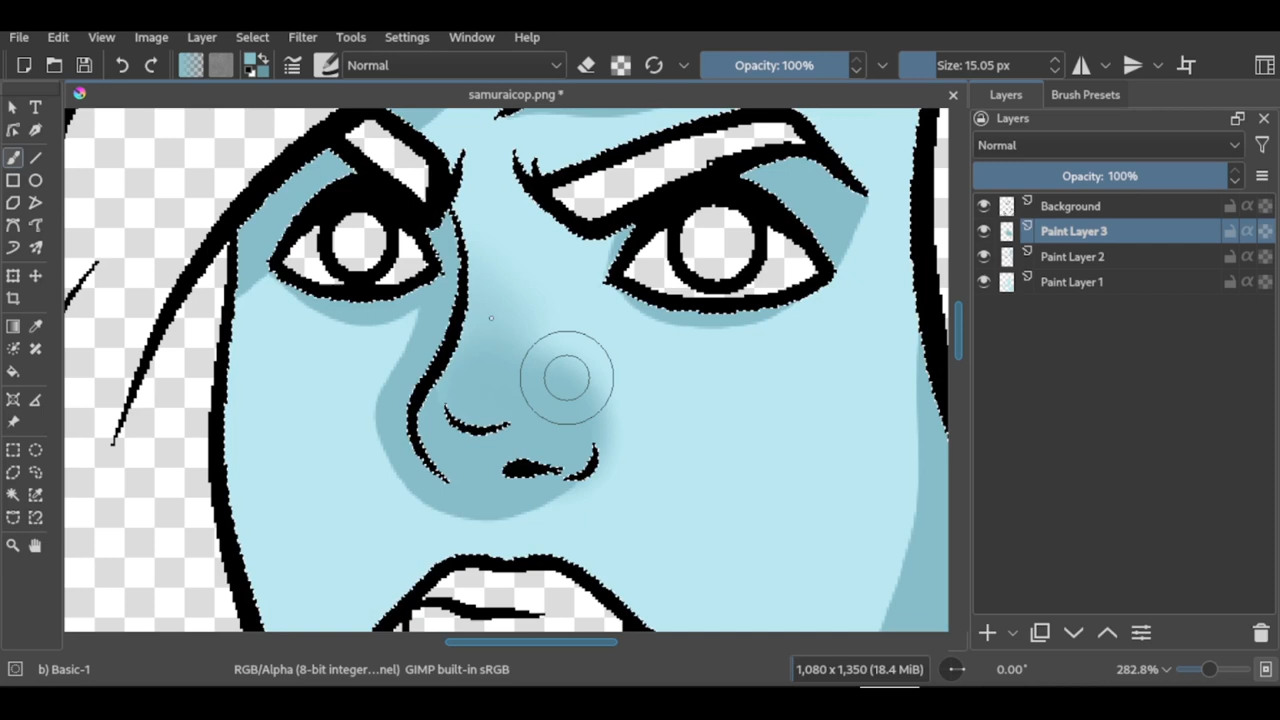 File Edit View Image Layer Select Filter Tools Settings Window Help
Normal
Opacity: 100%
Size: 15.05 px
samuraicop.png *
Layers Brush Presets
Layers
Normal
Opacity: 100%
Background
Paint Layer 3
Paint Layer 2
Paint Layer 1
b) Basic-1
RGB/Alpha (8-bit integer...nel) GIMP built-in sRGB
1,080 x 1,350 (18.4 MiB)
0.00°
282.8%